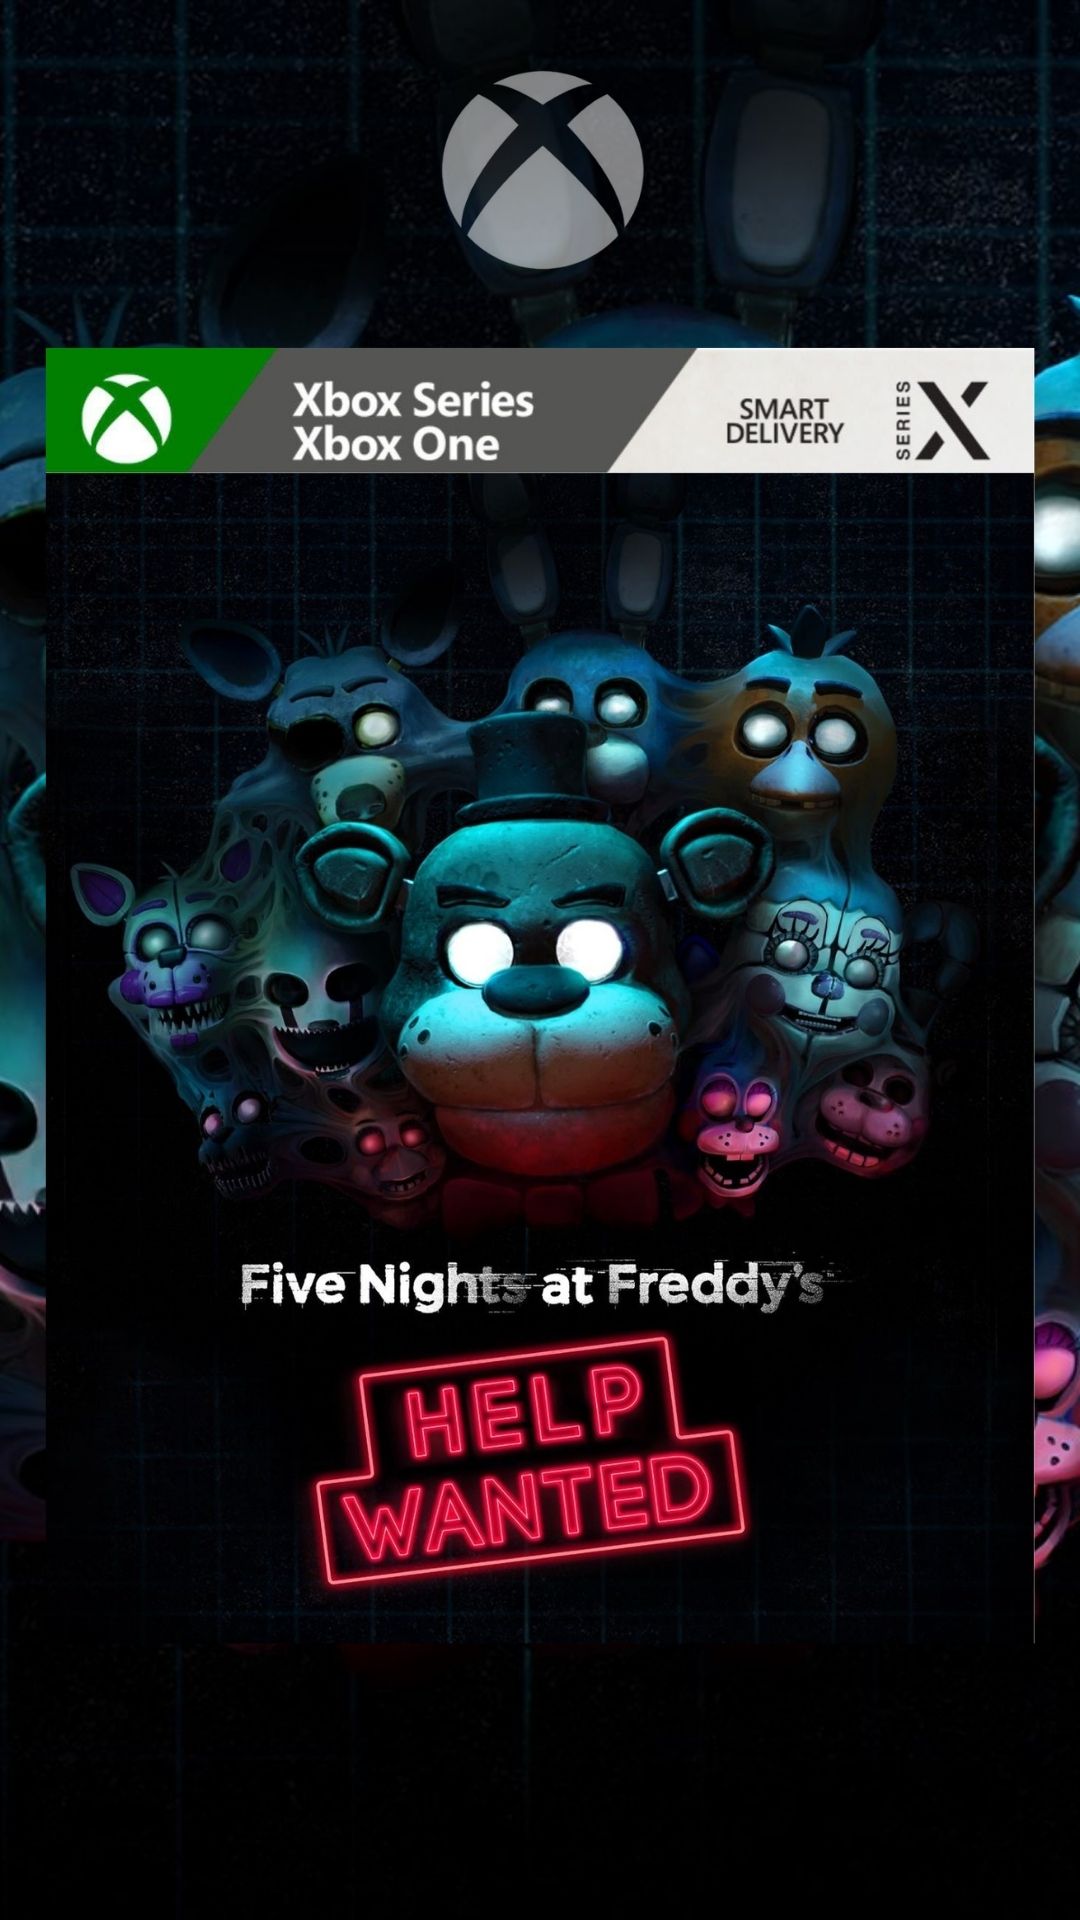 Xbox Series
Xbox One
SMART
DELIVERY
SERIES
X
Five Nights at Freddy's
HELP
WANTED